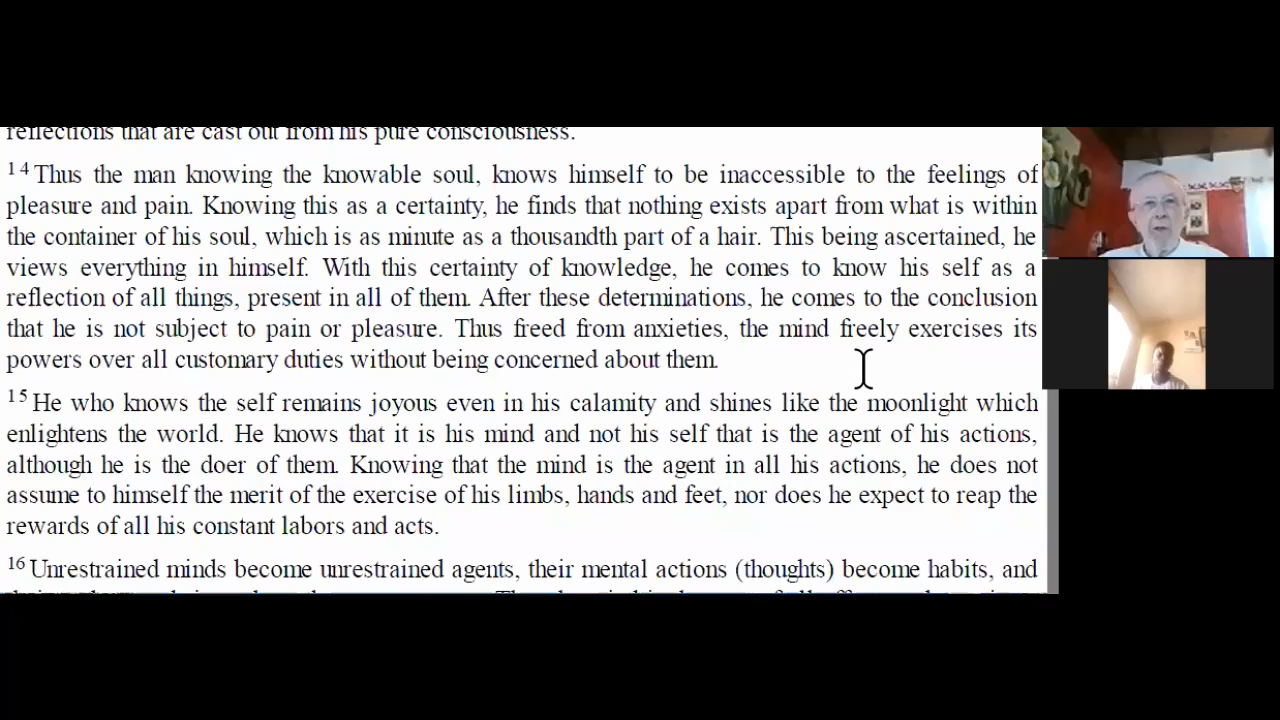 reflections that are cast out from his pure consciousness.
14 Thus the man knowing the knowable soul, knows himself to be inaccessible to the feelings of
pleasure and pain. Knowing this as a certainty, he finds that nothing exists apart from what is within
the container of his soul, which is as minute as a thousandth part of a hair. This being ascertained, he
views everything in himself. With this certainty of knowledge, he comes to know his self as a
reflection of all things, present in all of them. After these determinations, he comes to the conclusion
that he is not subject to pain or pleasure. Thus freed from anxieties, the mind freely exercises its
powers over all customary duties without being concerned about them.
15 He who knows the self remains joyous even in his calamity and shines like the moonlight which
enlightens the world. He knows that it is his mind and not his self that is the agent of his actions,
although he is the doer of them. Knowing that the mind is the agent in all his actions, he does not
assume to himself the merit of the exercise of his limbs, hands and feet, nor does he expect to reap the
rewards of all his constant labors and acts.
16 Unrestrained minds become unrestrained agents, their mental actions (thoughts) become habits, and